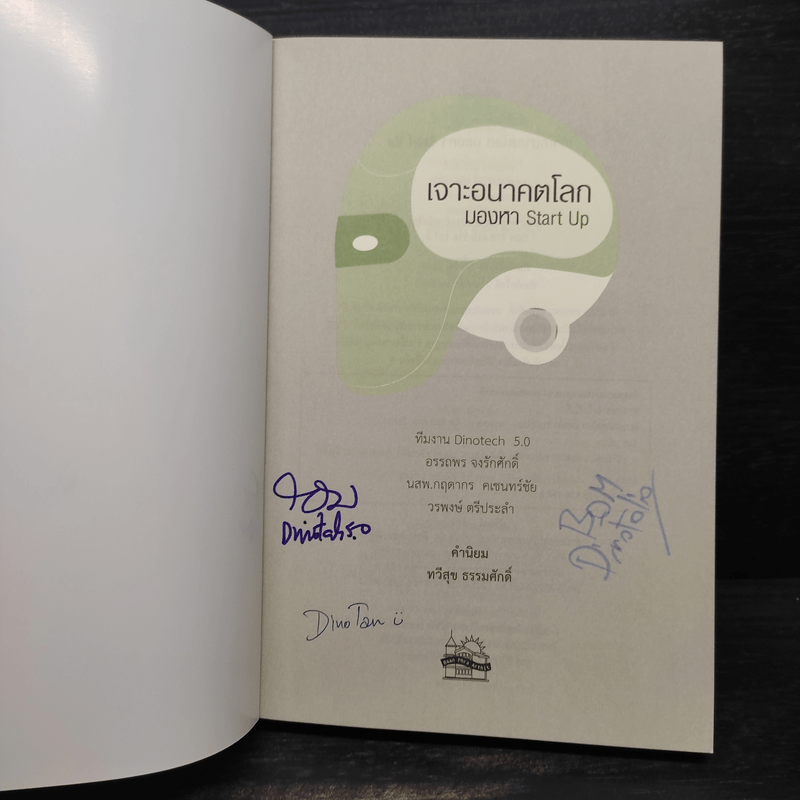 เจาะอนาคตโลก
มองหา Start Up
ทีมงาน Dinotech 5.0
อรรถพร จงรักศักดิ์
นสพ.กฤดากร คเชนทร์ชัย
วรพงษ์ ตรีประลำ
Dinotech 5.0
BOM
คำนิยม
ทวีสุข ธรรมศักดิ์
DinoTan